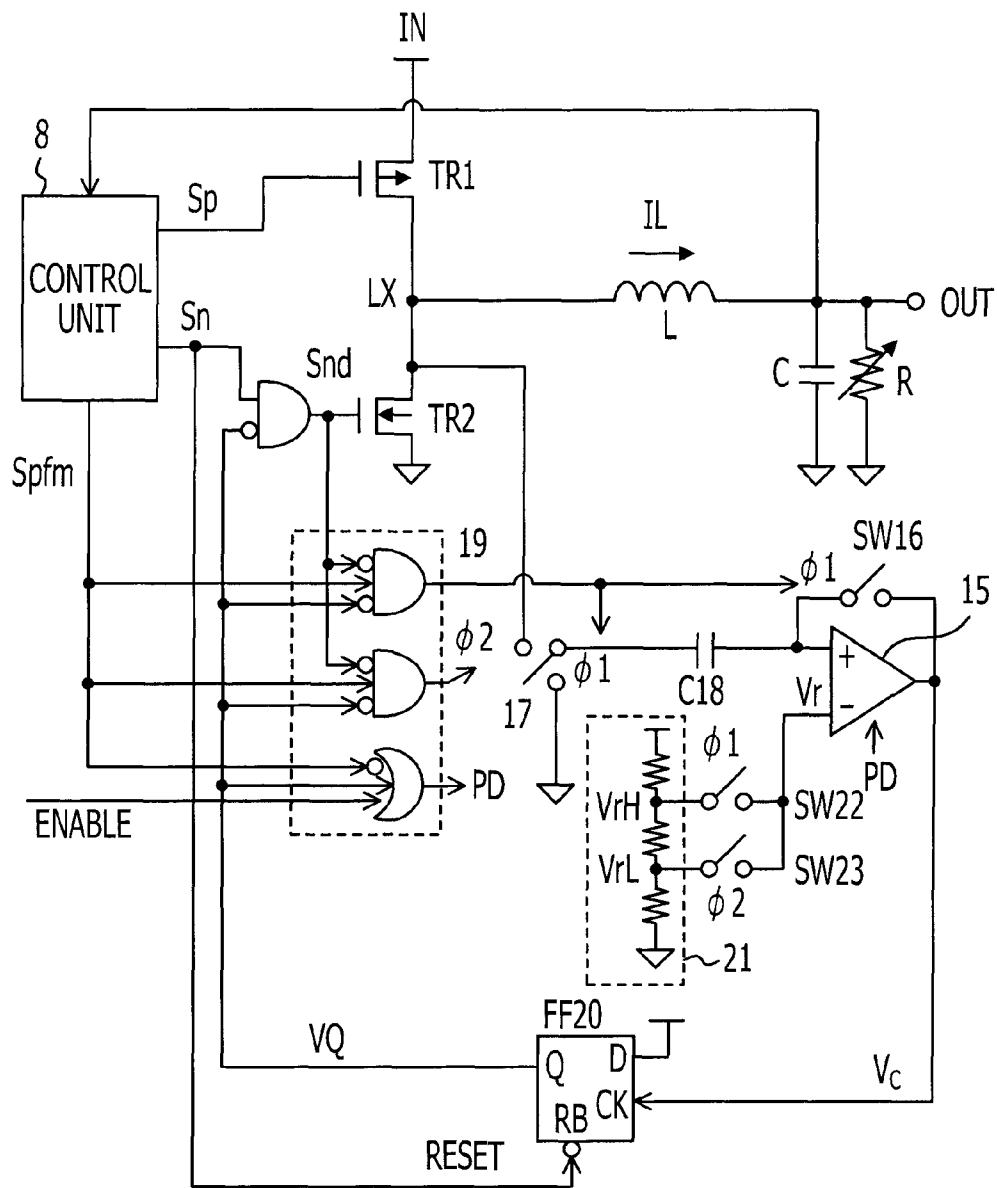 IN
8
CONTROL
UNIT
Sp
TR1
IL
LX
L
OUT
Sn
Snd
TR2
C
R
Spfm
19
SW16
ϕ1
15
ϕ2
ϕ1
17
C18
+
Vr
−
PD
ϕ1
PD
VrH
SW22
ENABLE
VrL
SW23
ϕ2
21
FF20
VQ
Q
D
CK
RB
VC
RESET